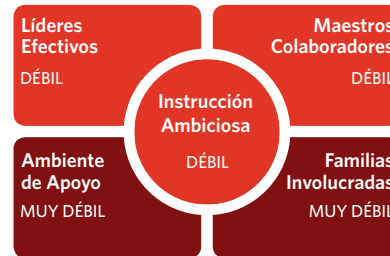 Líderes
Efectivos
DÉBIL
Maestros
Colaboradores
DÉBIL
Instrucción
Ambiciosa
DÉBIL
Ambiente
de Apoyo
MUY DÉBIL
Familias
Involucradas
MUY DÉBIL